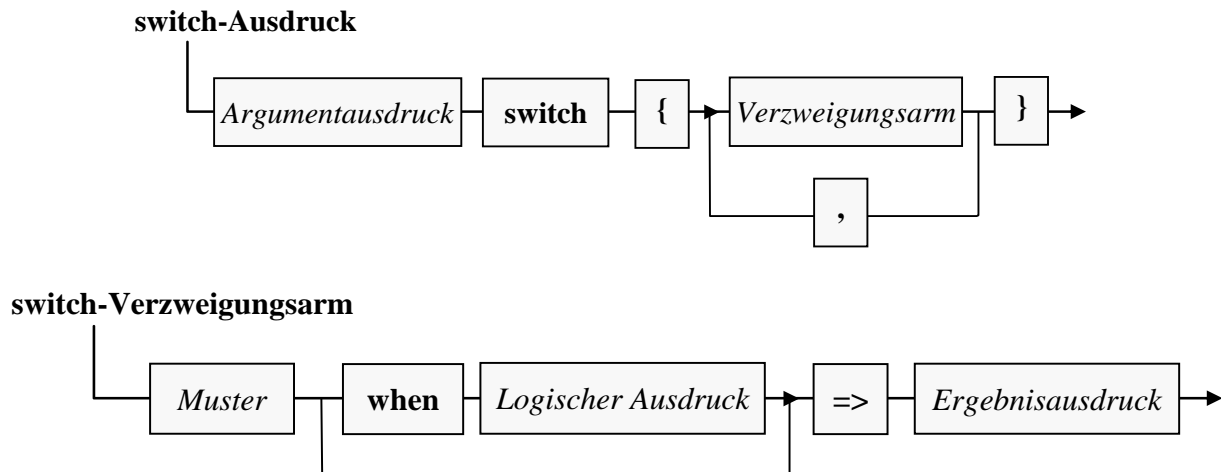 switch-Ausdruck
Argumentausdruck switch { Verzweigungsarm }
,
switch-Verzweigungsarm
Muster when Logischer Ausdruck => Ergebnisausdruck